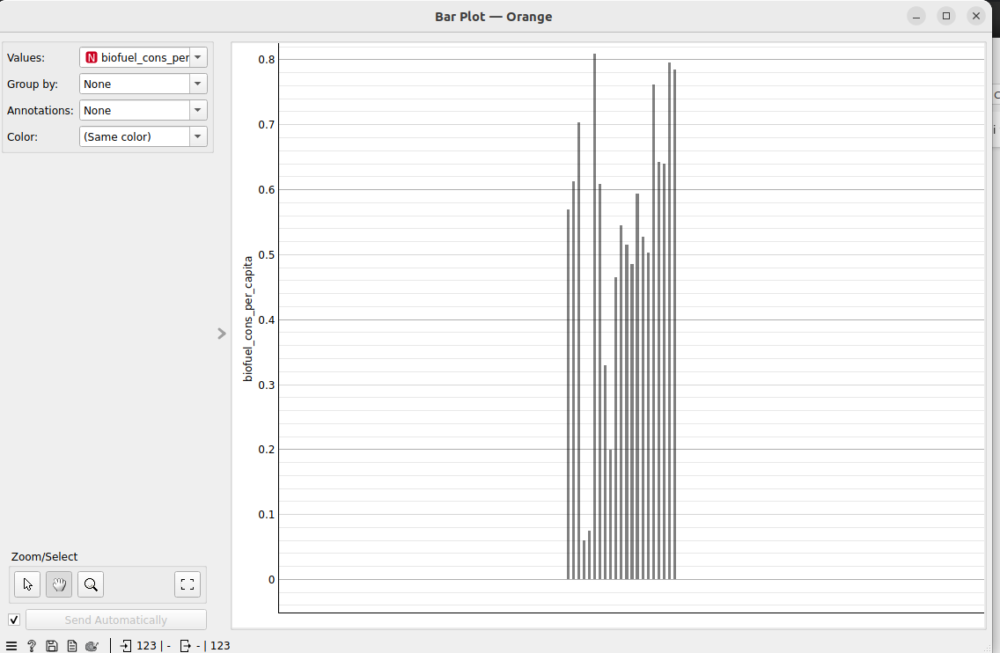 Bar Plot — Orange
Values: N biofuel_cons_per
Group by: None
Annotations: None
Color: (Same color)
biofuel_cons_per_capita
0.8
0.7
0.6
0.5
0.4
0.3
0.2
0.1
0
Zoom/Select
Send Automatically
? 123 | - - | 123